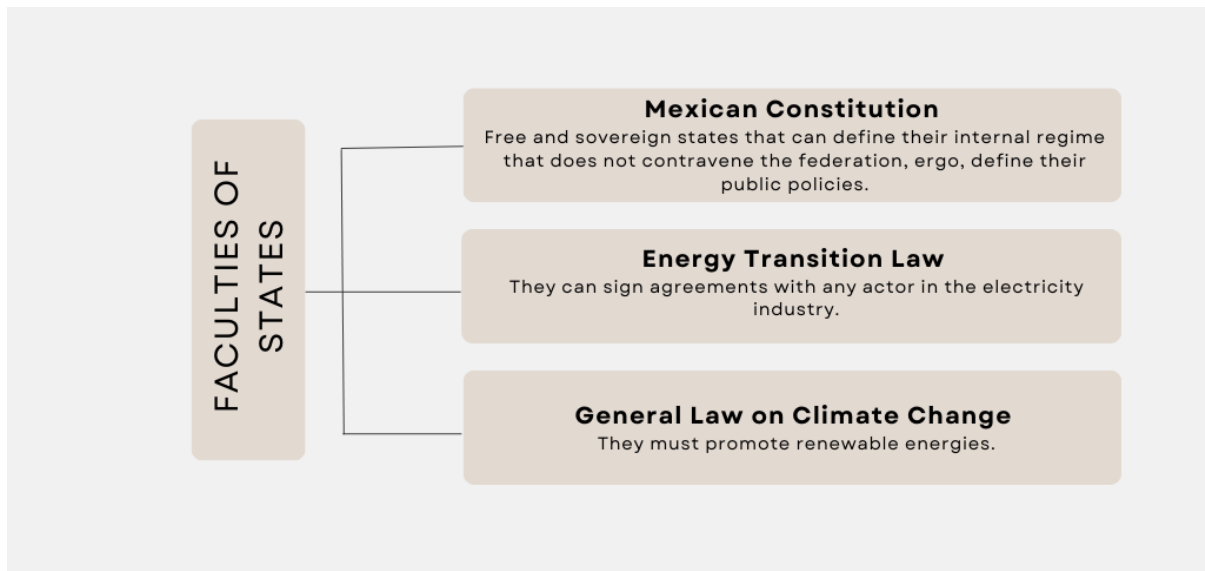 FACULTIES OF
STATES
Mexican Constitution
Free and sovereign states that can define their internal regime
that does not contravene the federation, ergo, define their
public policies.
Energy Transition Law
They can sign agreements with any actor in the electricity
industry.
General Law on Climate Change
They must promote renewable energies.